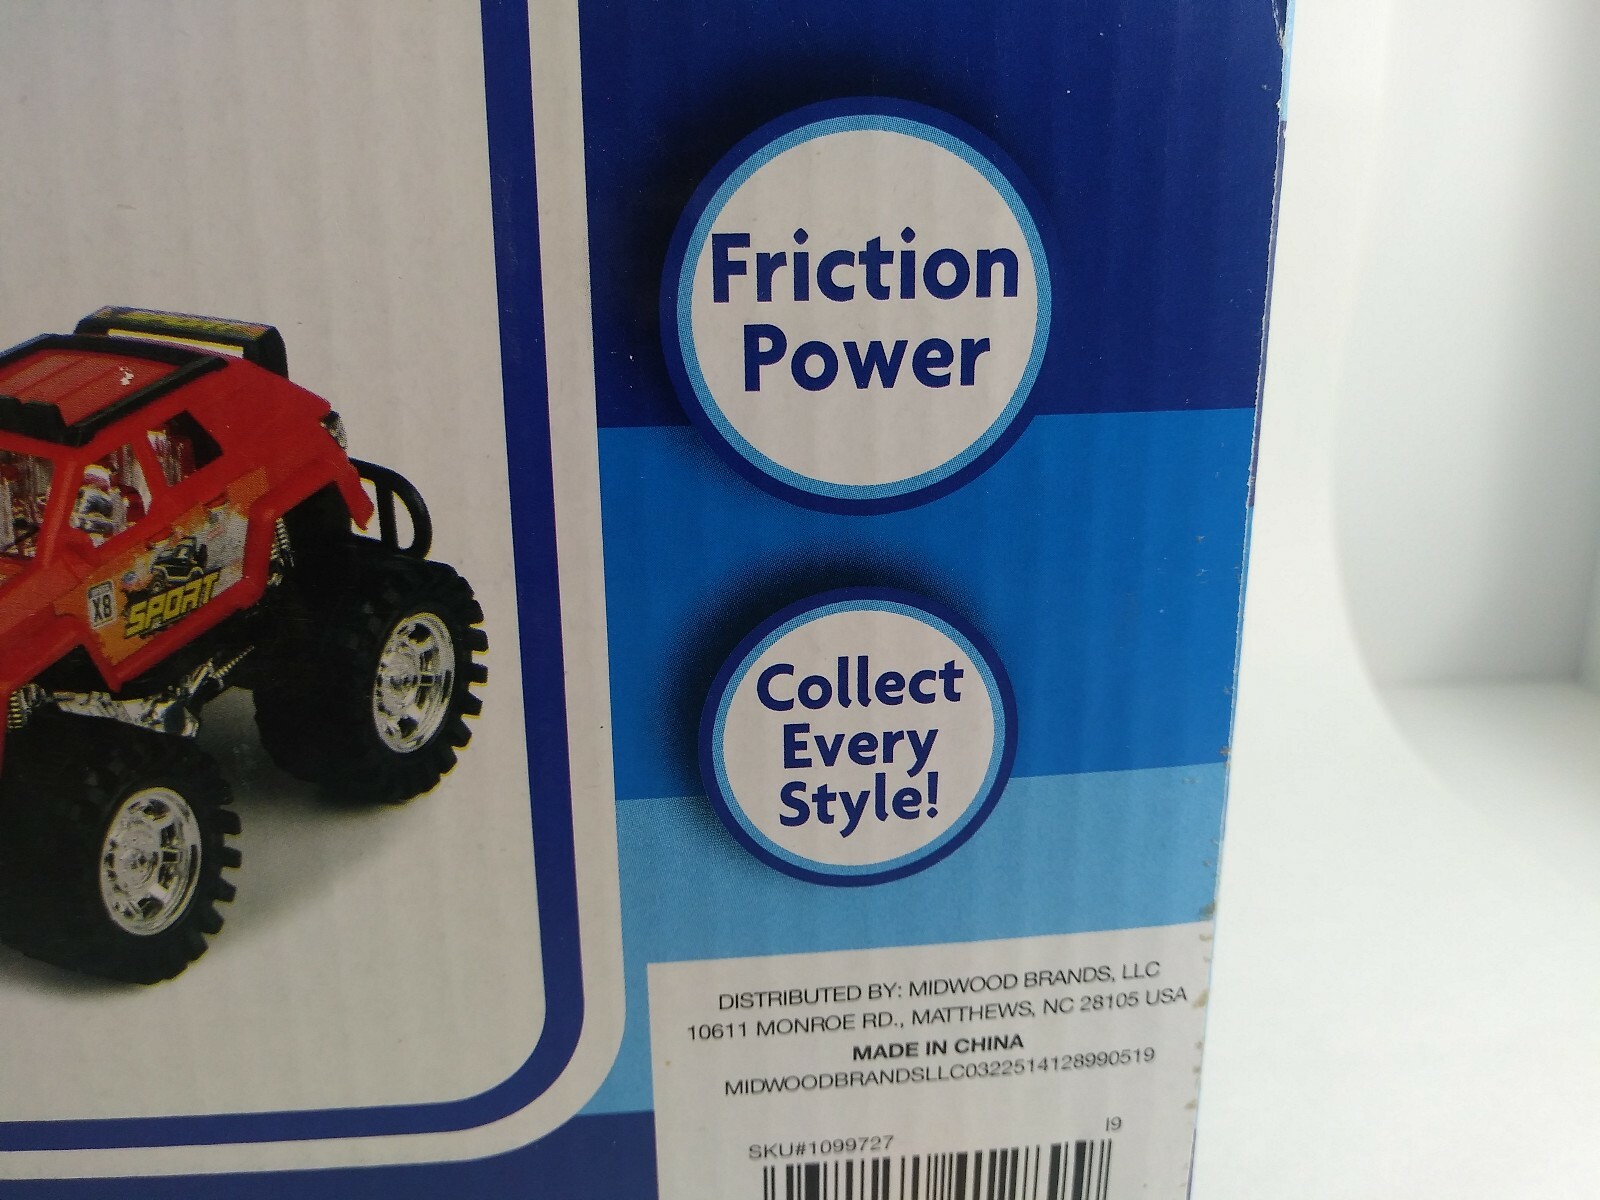 Friction
Power
Collect
Every
Style!
X8
SPORT
DISTRIBUTED BY: MIDWOOD BRANDS, LLC
10611 MONROE RD., MATTHEWS, NC 28105 USA
MADE IN CHINA
MIDWOODBRANDSLLC0322514128990519
I9
SKU#1099727